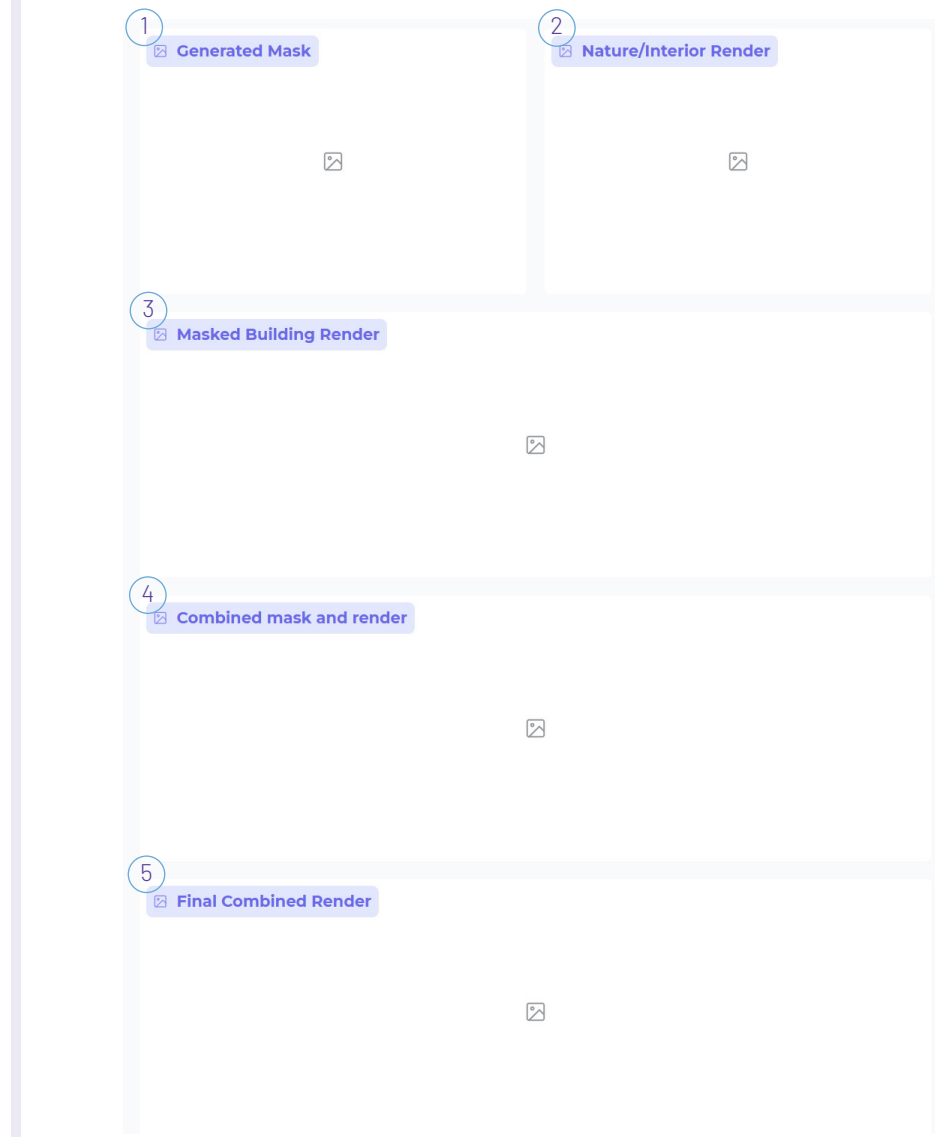 1
Generated Mask
2
Nature/Interior Render
3
Masked Building Render
4
Combined mask and render
5
Final Combined Render